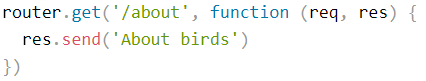 router.get('/about', function (req, res) {
  res.send('About birds')
})